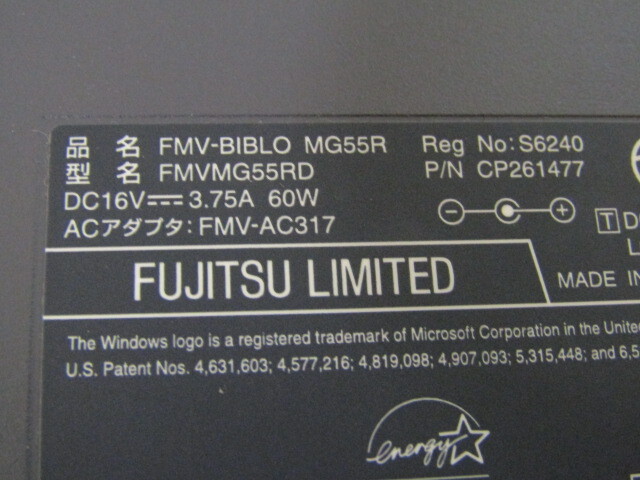 品 名 FMV-BIBLO MG55R Reg No:S6240
型 名 FMVMG55RD P/N CP261477
DC16V⎓3.75A 60W
ACアダプタ:FMV-AC317
T D
L
FUJITSU LIMITED
MADE IN
The Windows logo is a registered trademark of Microsoft Corporation in the United
U.S. Patent Nos. 4,631,603; 4,577,216; 4,819,098; 4,907,093; 5,315,448; and 6,5
energy